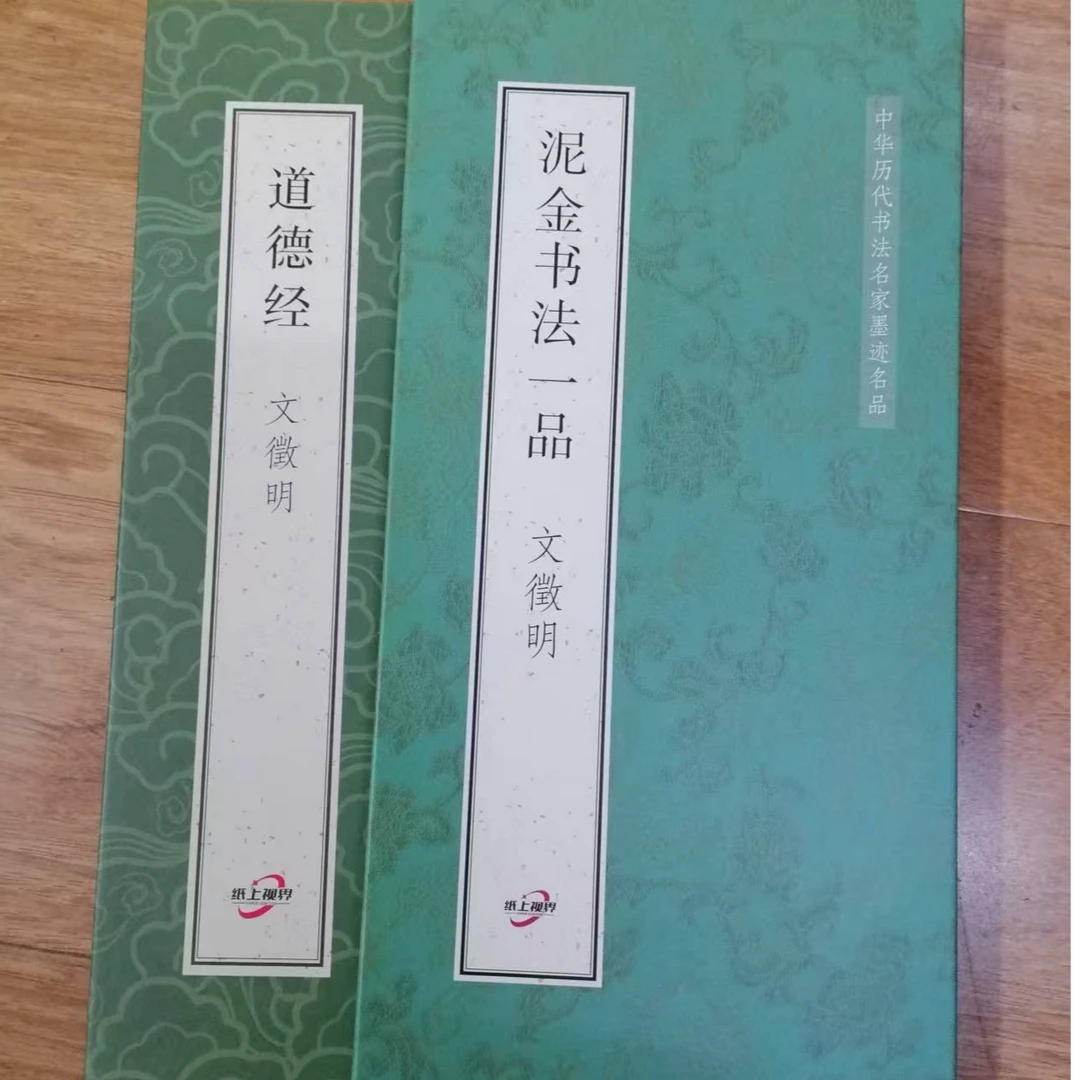 中华历代书法名家墨迹名品
泥金书法一品
文徵明
纸上视界
道德经
文徵明
纸上视界